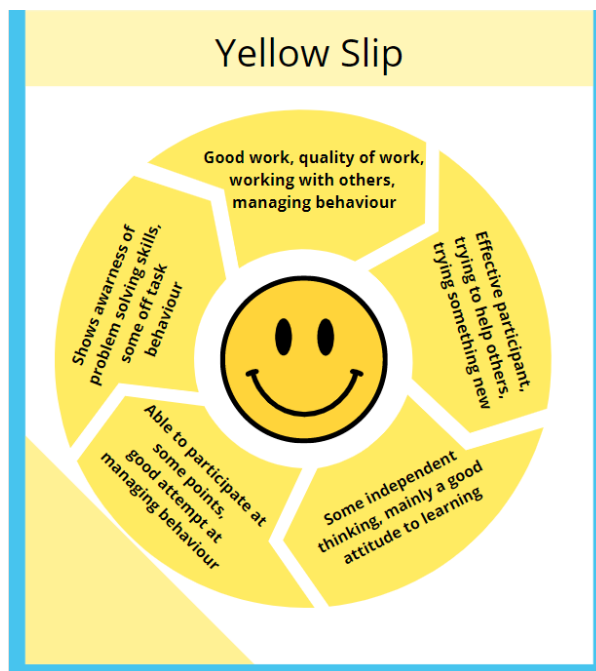 Yellow Slip
Good work, quality of work,
working with others,
managing behaviour
Effective participant,
trying to help others,
trying something new
Some independent
thinking, mainly a good
attitude to learning
Able to participate at
some points,
good attempt at
managing behaviour
Shows awarness of
problem solving skills,
some off task
behaviour